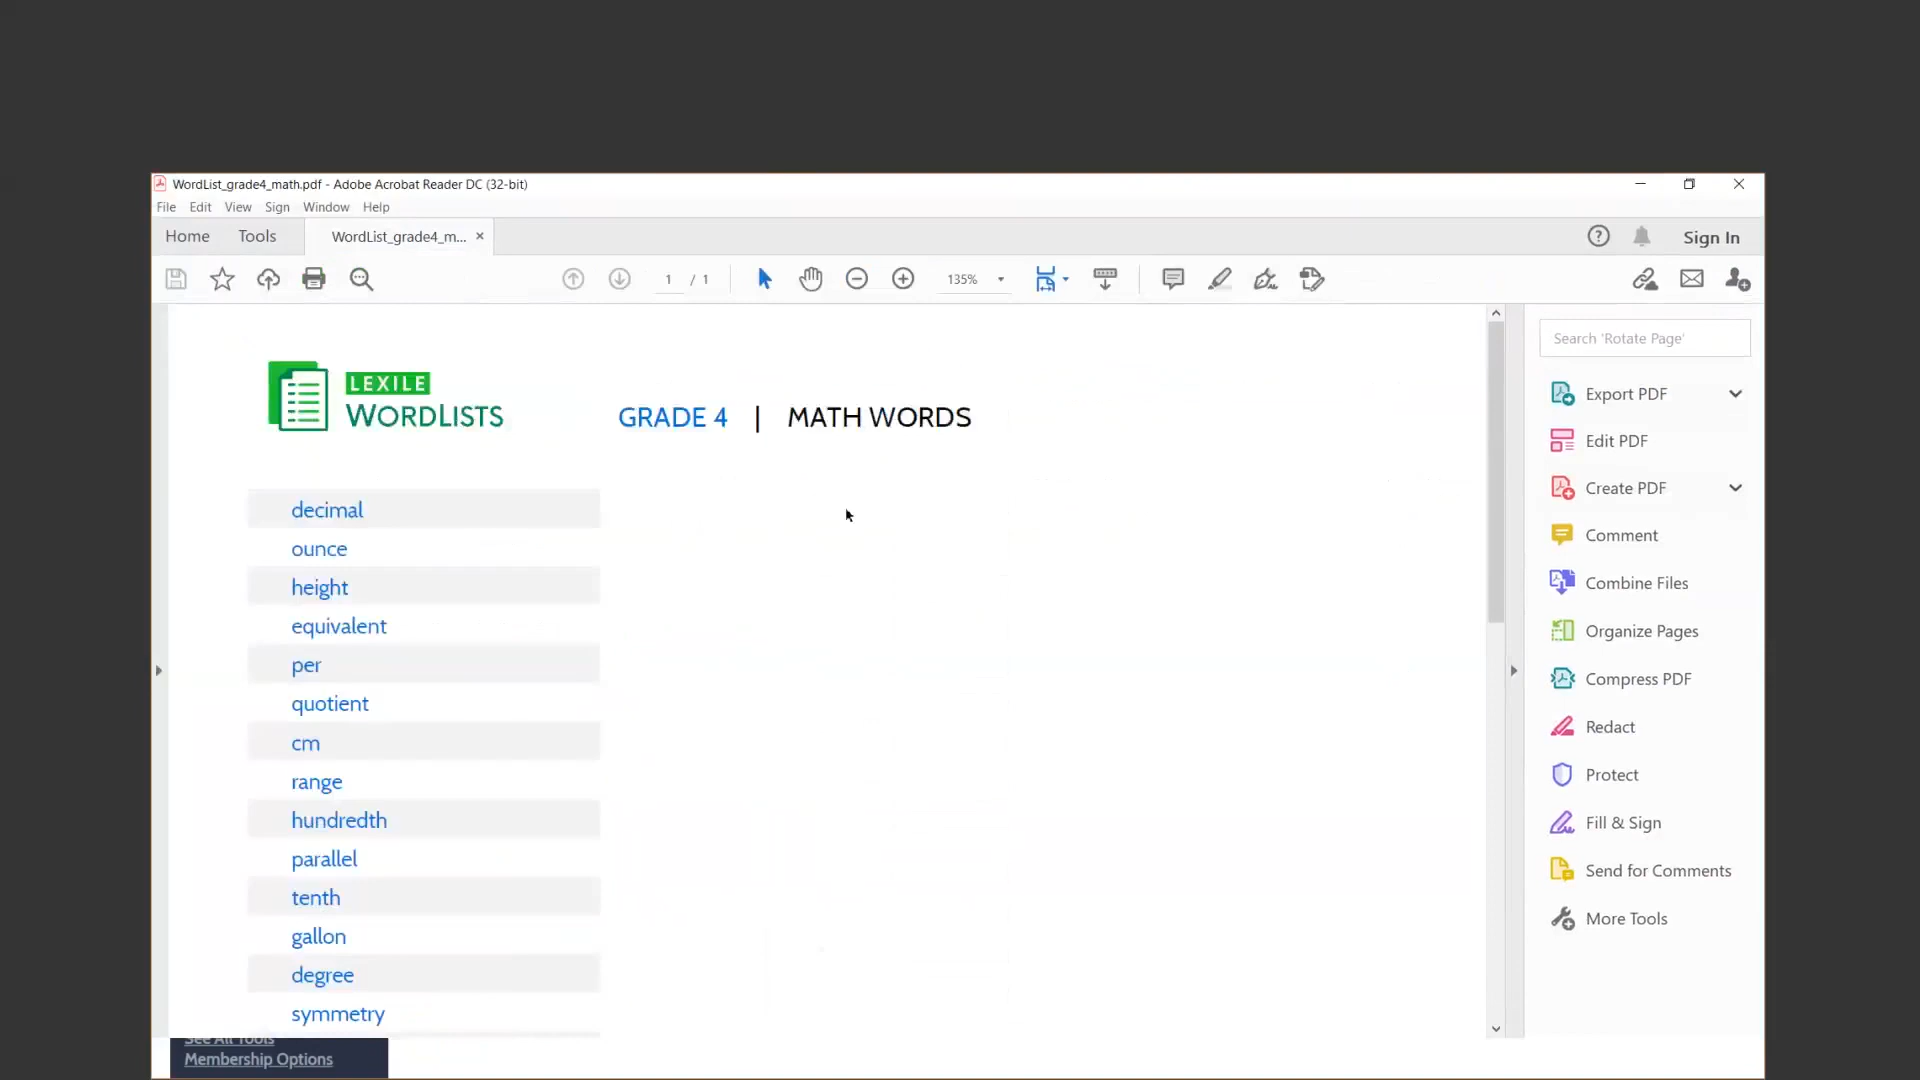 WordList_grade4_math.pdf - Adobe Acrobat Reader DC (32-bit)
File Edit View Sign Window Help
Home Tools WordList_grade4_m... × Sign In
1 / 1 135%
Search 'Rotate Page'
LEXILE
WORDLISTS
GRADE 4 | MATH WORDS
decimal
ounce
height
equivalent
per
quotient
cm
range
hundredth
parallel
tenth
gallon
degree
symmetry
Export PDF
Edit PDF
Create PDF
Comment
Combine Files
Organize Pages
Compress PDF
Redact
Protect
Fill & Sign
Send for Comments
More Tools
See All Tools
Membership Options